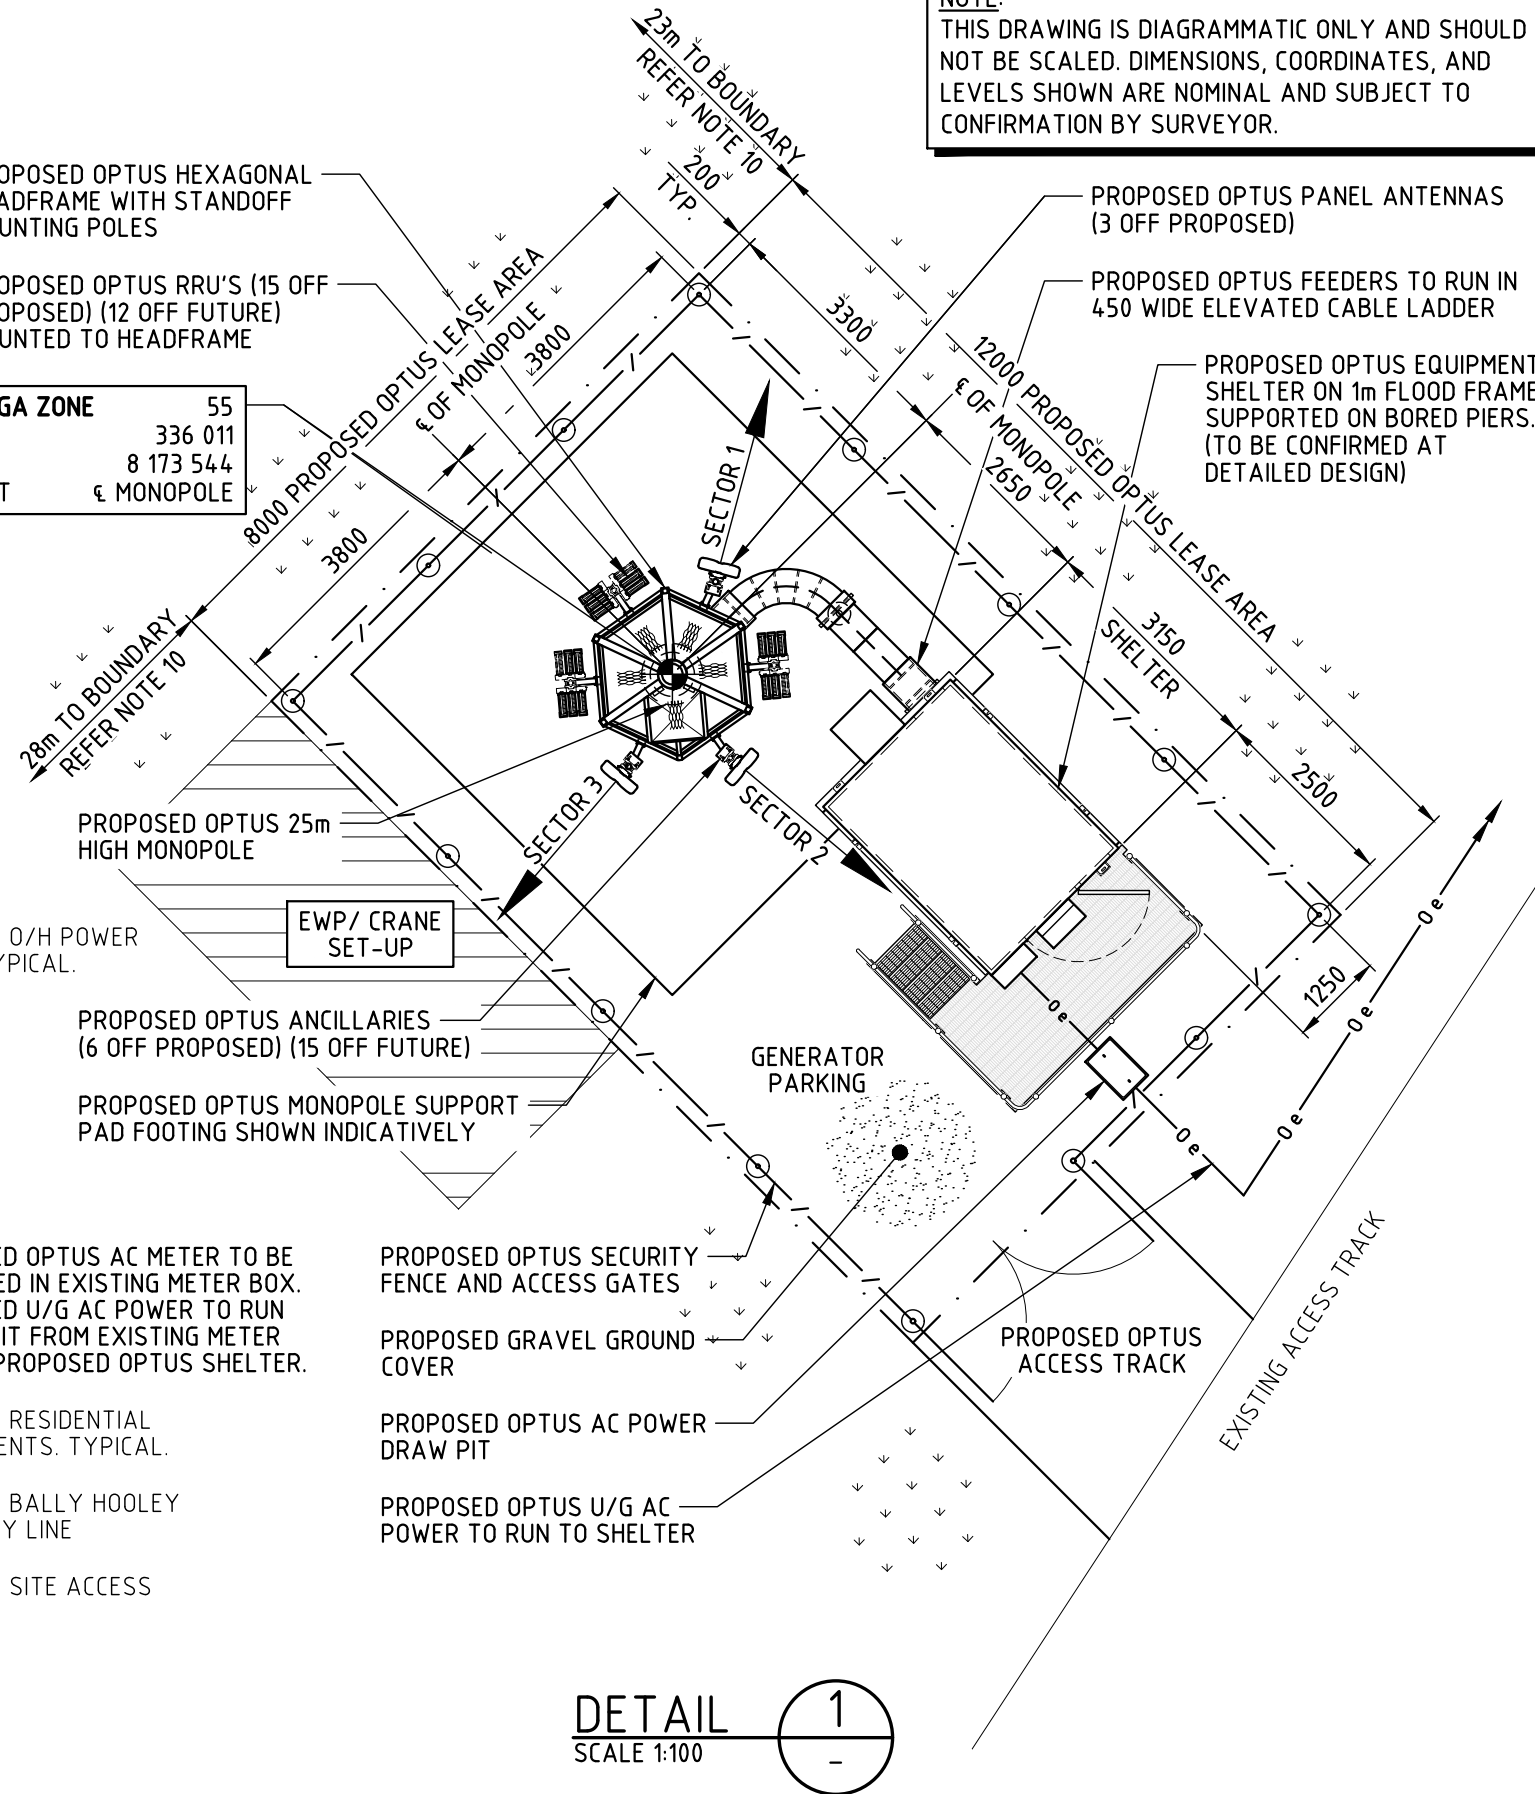 NOTE:
THIS DRAWING IS DIAGRAMMATIC ONLY AND SHOULD
NOT BE SCALED. DIMENSIONS, COORDINATES, AND
LEVELS SHOWN ARE NOMINAL AND SUBJECT TO
CONFIRMATION BY SURVEYOR.
23m TO BOUNDARY
REFER NOTE 10
200
TYP.
OPOSED OPTUS HEXAGONAL
ADFRAME WITH STANDOFF
UNTING POLES
OPOSED OPTUS RRU'S (15 OFF
OPOSED) (12 OFF FUTURE)
UNTED TO HEADFRAME
GA ZONE 55
336 011
8 173 544
T ℄ MONOPOLE
8000 PROPOSED OPTUS LEASE AREA
℄ OF MONOPOLE
3800
3800
28m TO BOUNDARY
REFER NOTE 10
PROPOSED OPTUS PANEL ANTENNAS
(3 OFF PROPOSED)
PROPOSED OPTUS FEEDERS TO RUN IN
450 WIDE ELEVATED CABLE LADDER
PROPOSED OPTUS EQUIPMENT
SHELTER ON 1m FLOOD FRAME
SUPPORTED ON BORED PIERS.
(TO BE CONFIRMED AT
DETAILED DESIGN)
3300
12000 PROPOSED OPTUS LEASE AREA
℄ OF MONOPOLE
2650
3150
SHELTER
2500
1250
SECTOR 1
SECTOR 2
SECTOR 3
PROPOSED OPTUS 25m
HIGH MONOPOLE
EWP/ CRANE
SET-UP
O/H POWER
YPICAL.
PROPOSED OPTUS ANCILLARIES
(6 OFF PROPOSED) (15 OFF FUTURE)
PROPOSED OPTUS MONOPOLE SUPPORT
PAD FOOTING SHOWN INDICATIVELY
GENERATOR
PARKING
O e
O e
O e
O e
O e
ED OPTUS AC METER TO BE
ED IN EXISTING METER BOX.
ED U/G AC POWER TO RUN
IT FROM EXISTING METER
PROPOSED OPTUS SHELTER.
RESIDENTIAL
ENTS. TYPICAL.
BALLY HOOLEY
Y LINE
SITE ACCESS
PROPOSED OPTUS SECURITY
FENCE AND ACCESS GATES
PROPOSED GRAVEL GROUND
COVER
PROPOSED OPTUS AC POWER
DRAW PIT
PROPOSED OPTUS U/G AC
POWER TO RUN TO SHELTER
PROPOSED OPTUS
ACCESS TRACK
EXISTING ACCESS TRACK
DETAIL 1
SCALE 1:100 -